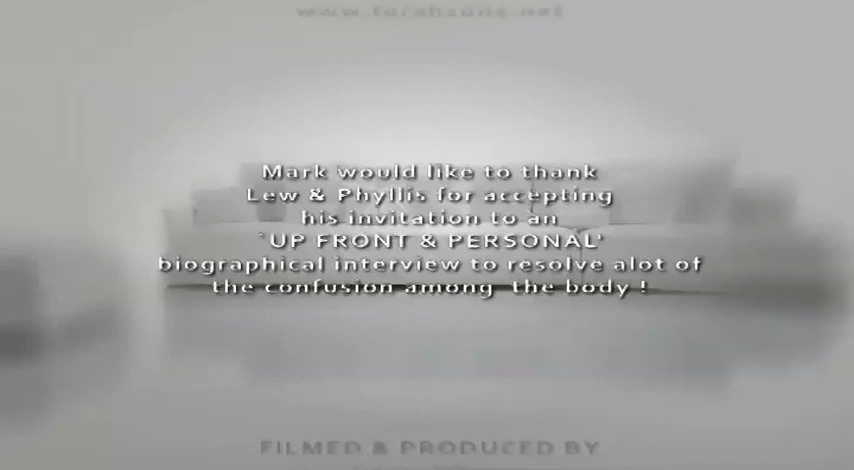 www.torahzone.net
Mark would like to thank
Lew & Phyllis for accepting
his invitation to an
`UP FRONT & PERSONAL'
biographical interview to resolve alot of
the confusion among the body !
FILMED & PRODUCED BY